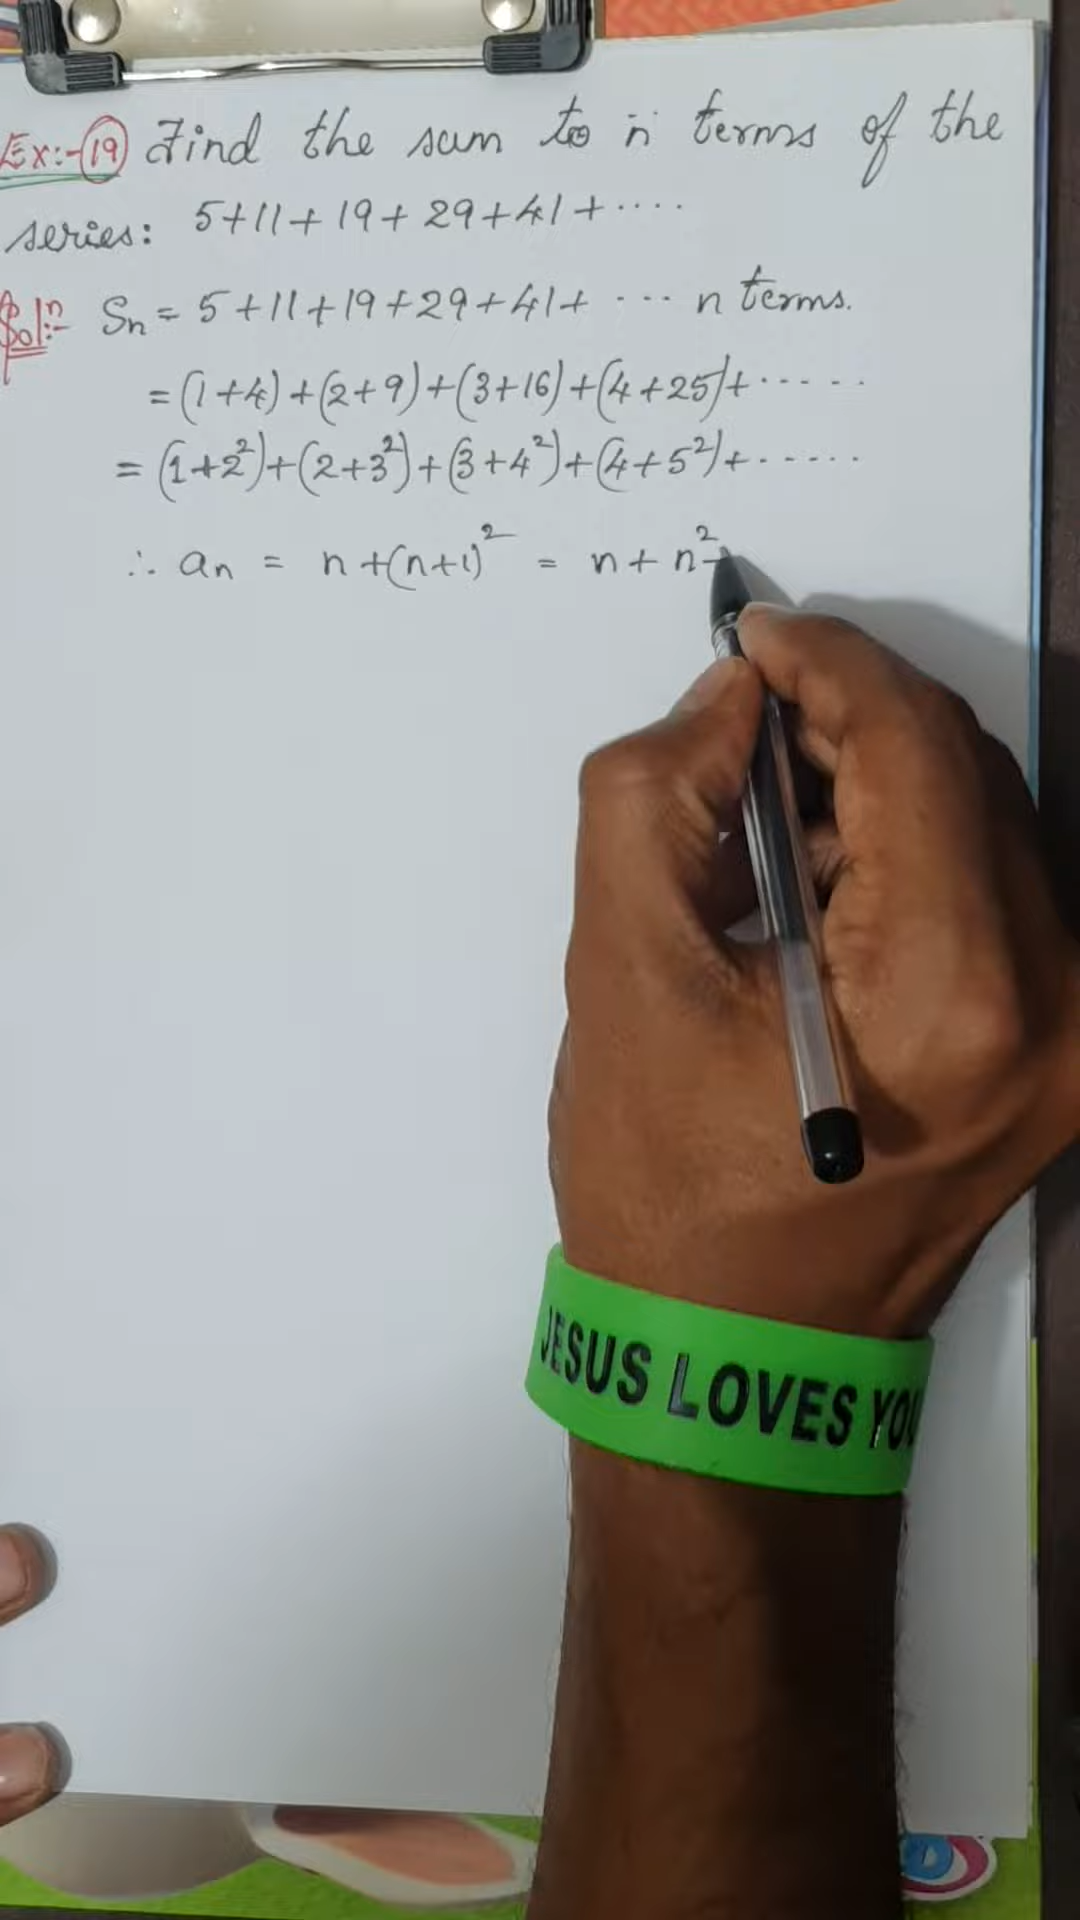 Ex:-(19) Find the sum to n terms of the
series: 5+11+19+29+41+....
Solⁿ:- Sn = 5+11+19+29+41+ ... n terms.
= (1+4)+(2+9)+(3+16)+(4+25)+.....
= (1+2²)+(2+3²)+(3+4²)+(4+5²)+.....
∴ an = n+(n+1)² = n+n²+
JESUS LOVES YOU